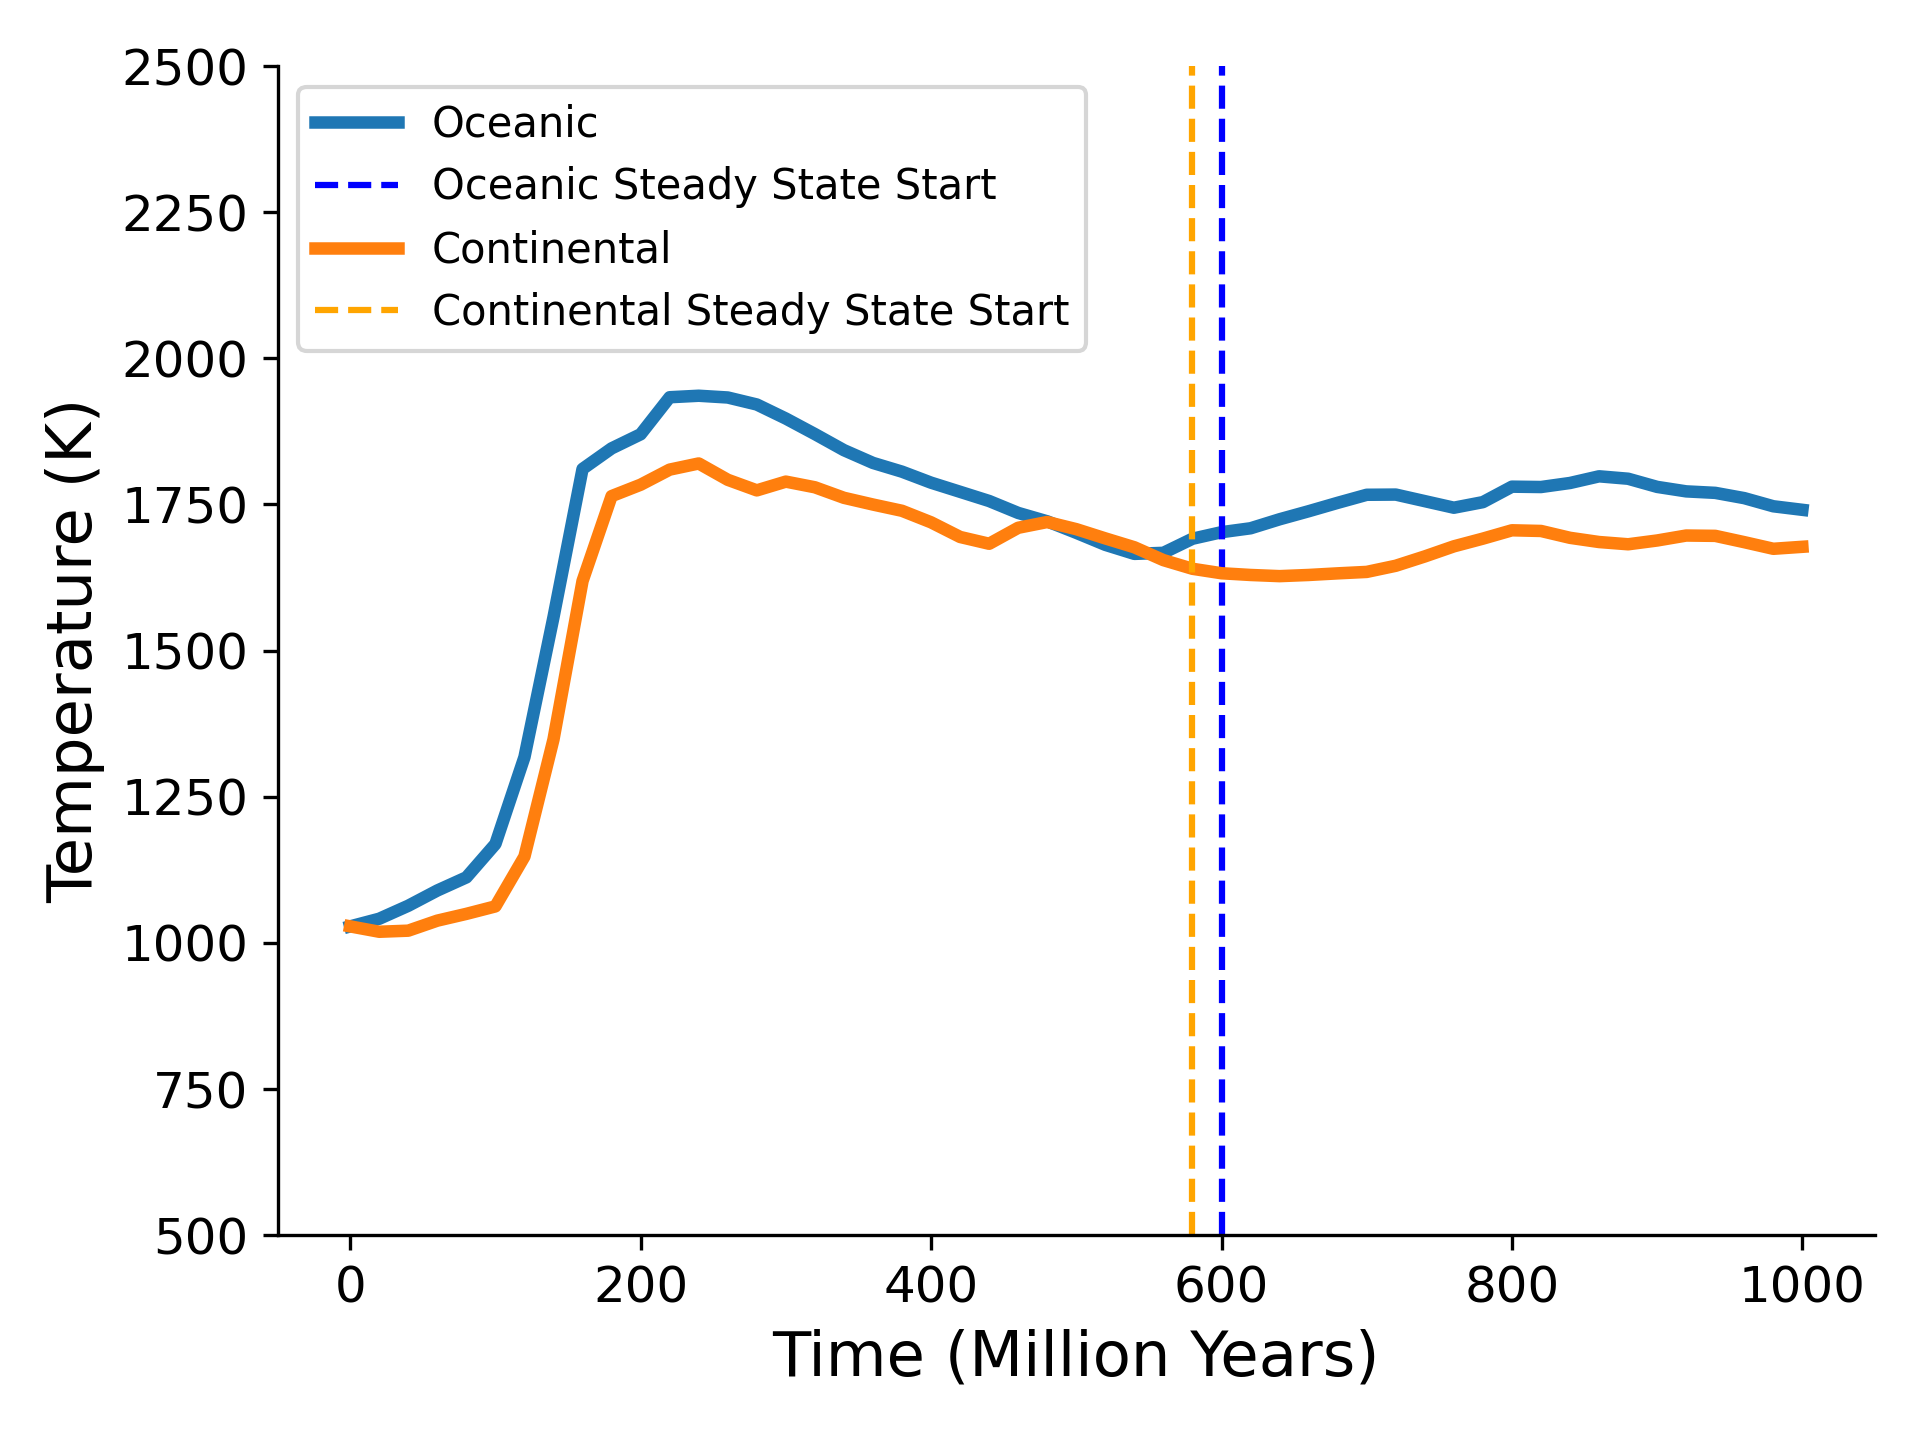 2500
2250
2000
1750
1500
1250
1000
750
500
Temperature (K)
Oceanic
Oceanic Steady State Start
Continental
Continental Steady State Start
0 200 400 600 800 1000
Time (Million Years)